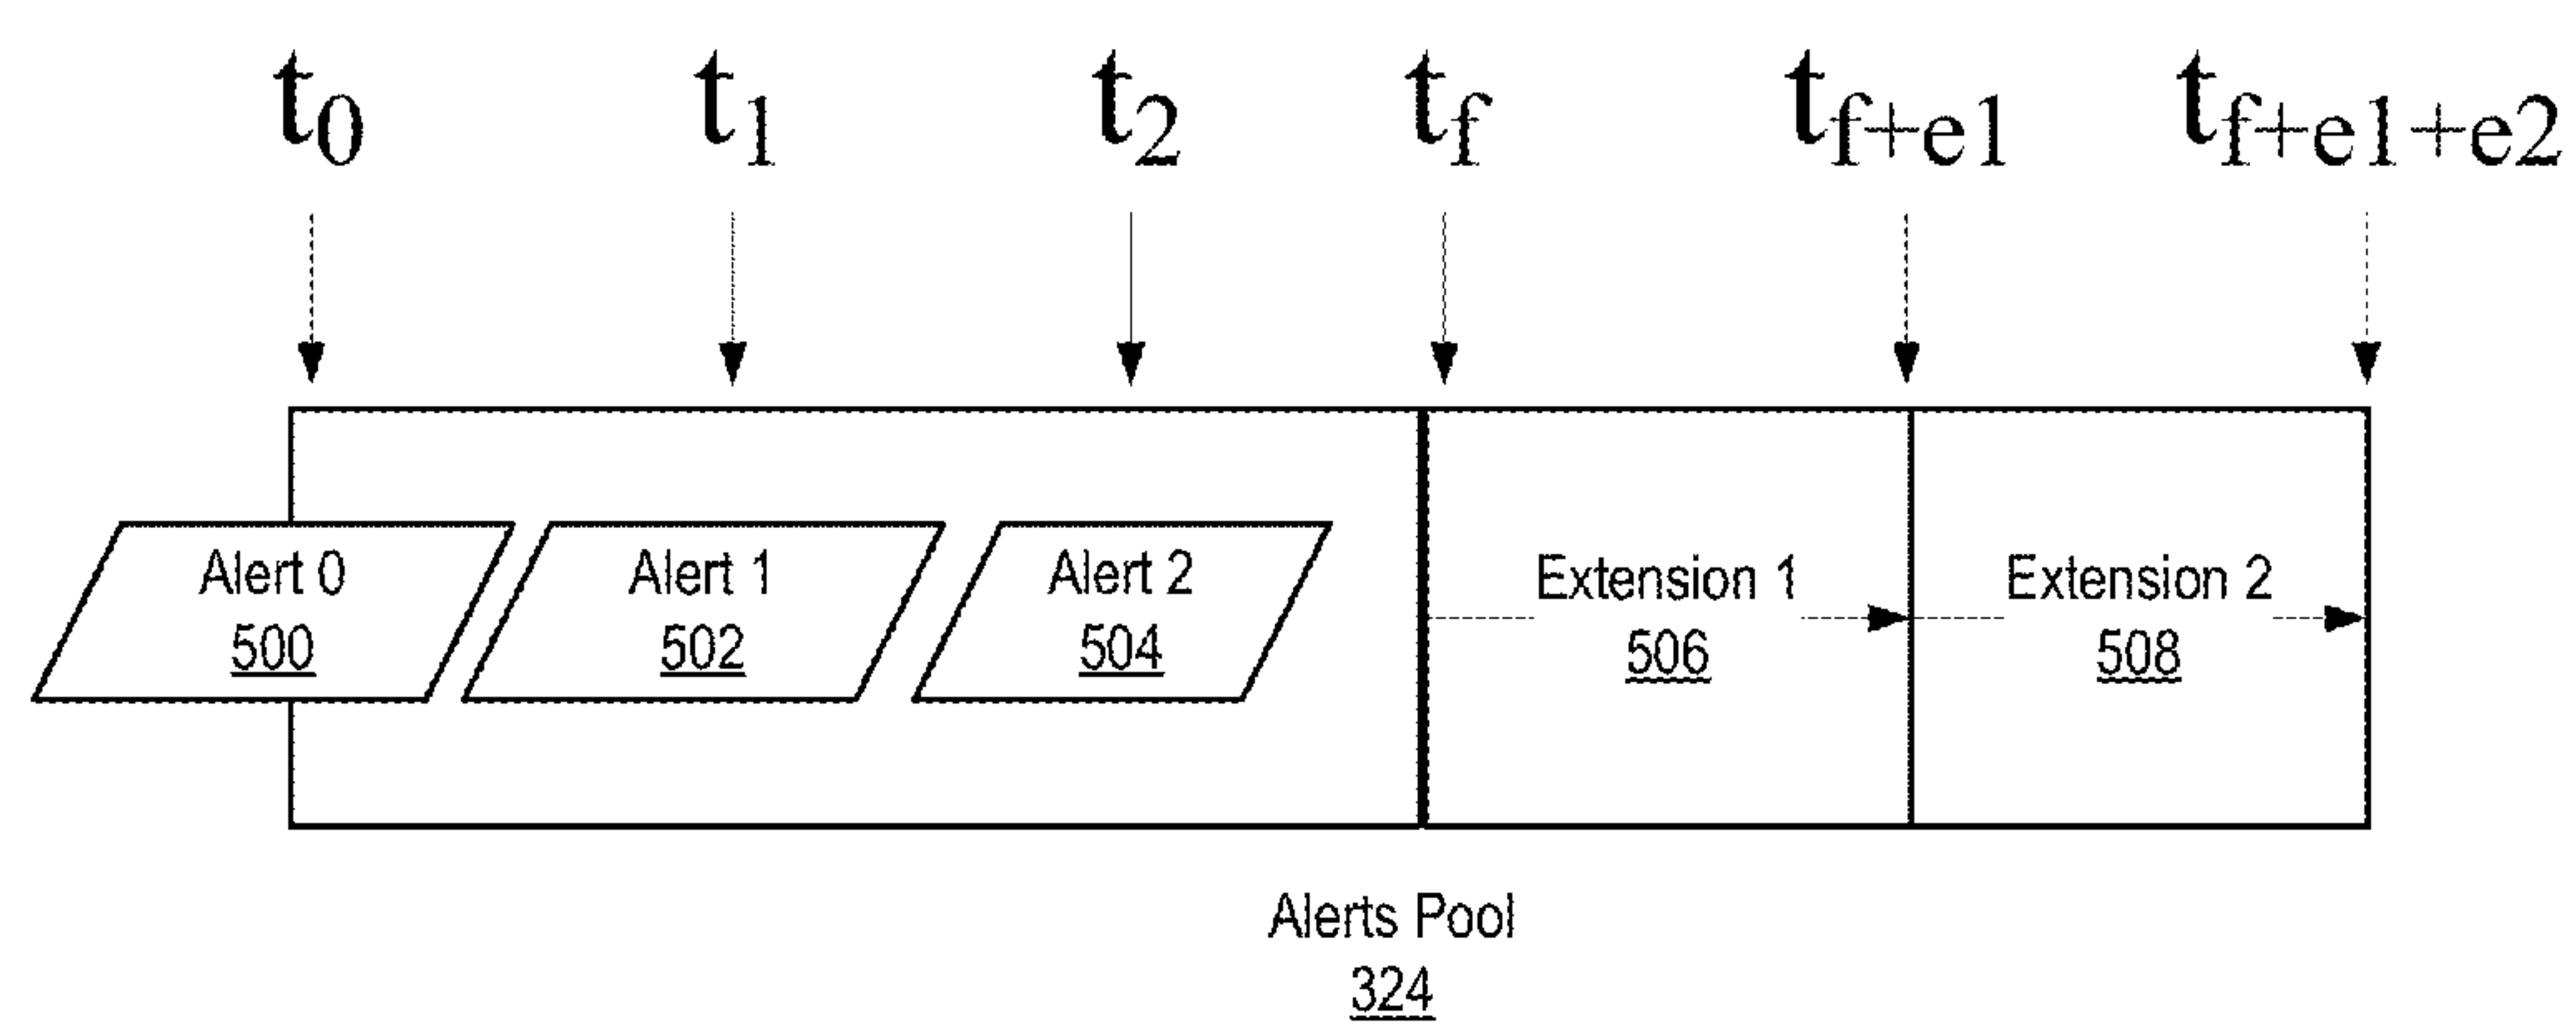 t0 t1 t2 tf tf+e1 tf+e1+e2
Alert 0
500
Alert 1
502
Alert 2
504
Extension 1
506
Extension 2
508
Alerts Pool
324